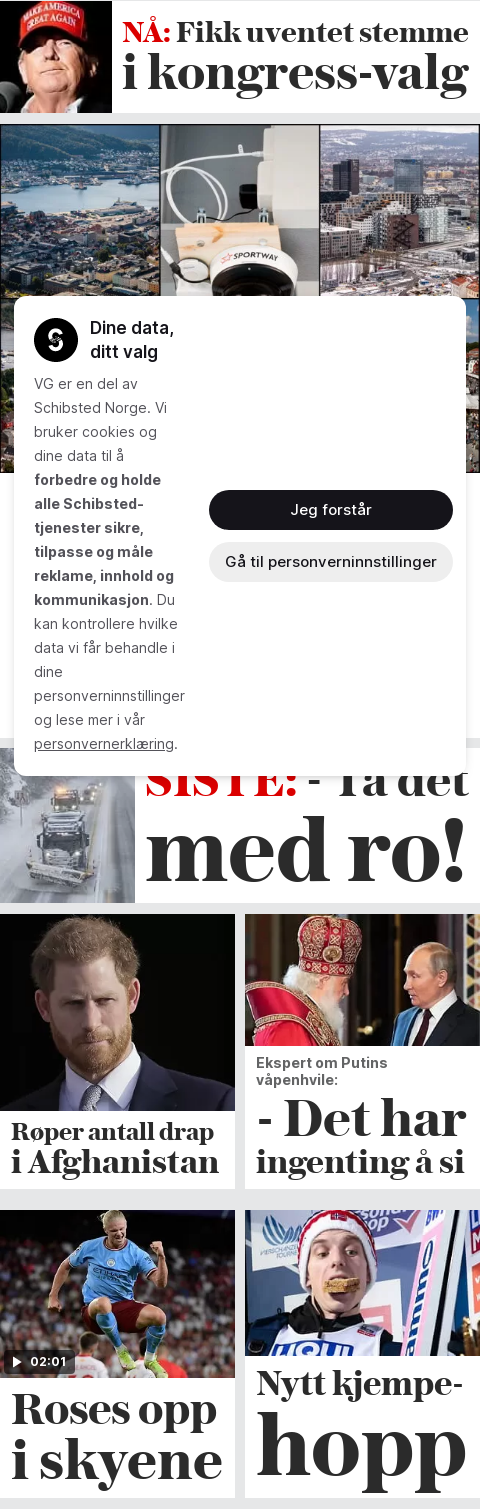 MAKE AMERICA
GREAT AGAIN
NÅ: Fikk uventet stemme
i kongress-valg
SPORTWAY
Dine data,
ditt valg
VG er en del av
Schibsted Norge. Vi
bruker cookies og
dine data til å
forbedre og holde
alle Schibsted-
tjenester sikre,
tilpasse og måle
reklame, innhold og
kommunikasjon. Du
kan kontrollere hvilke
data vi får behandle i
dine
personverninnstillinger
og lese mer i vår
personvernerklæring.
Jeg forstår
Gå til personverninnstillinger
SISTE: - Ta det
med ro!
Røper antall drap
i Afghanistan
Ekspert om Putins
våpenhvile:
- Det har
ingenting å si
02:01
Roses opp
i skyene
Nytt kjempe-
hopp